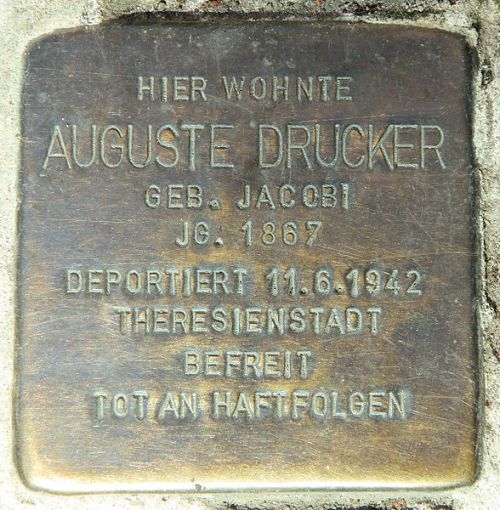 HIER WOHNTE
AUGUSTE DRUCKER
GEB. JACOBI
JG. 1867
DEPORTIERT 11.6.1942
THERESIENSTADT
BEFREIT
TOT AN HAFTFOLGEN